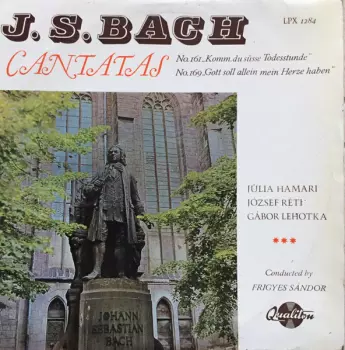 J. S. BACH
LPX 1284
CANTATAS
No. 161 „Komm, du süsse Todesstunde"
No. 169 „Gott soll allein mein Herze haben"
JÚLIA HAMARI
JÓZSEF RÉTI
GÁBOR LEHOTKA
***
Conducted by
FRIGYES SÁNDOR
Qualiton
JOHANN
SEBASTIAN
BACH